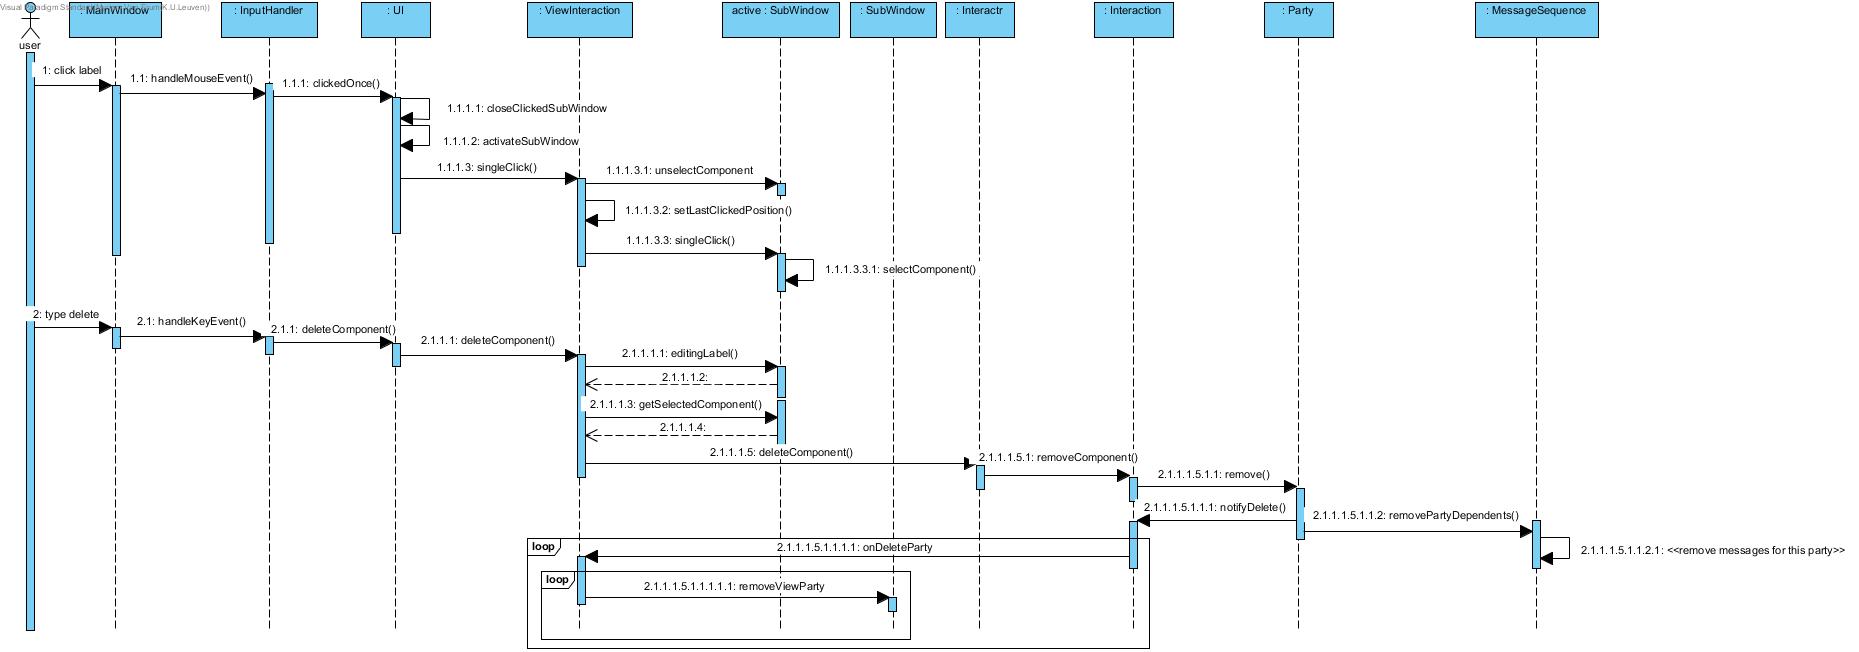 : MainWindow
: InputHandler
: UI
: ViewInteraction
active : SubWindow
: SubWindow
: Interactr
: Interaction
: Party
: MessageSequence
user
1: click label
1.1: handleMouseEvent()
1.1.1: clickedOnce()
1.1.1.1: closeClickedSubWindow
1.1.1.2: activateSubWindow
1.1.1.3: singleClick()
1.1.1.3.1: unselectComponent
1.1.1.3.2: setLastClickedPosition()
1.1.1.3.3: singleClick()
1.1.1.3.3.1: selectComponent()
2: type delete
2.1: handleKeyEvent()
2.1.1: deleteComponent()
2.1.1.1: deleteComponent()
2.1.1.1.1: editingLabel()
2.1.1.1.2:
2.1.1.1.3: getSelectedComponent()
2.1.1.1.4:
2.1.1.1.5: deleteComponent()
2.1.1.1.5.1: removeComponent()
2.1.1.1.5.1.1: remove()
2.1.1.1.5.1.1.1: notifyDelete()
2.1.1.1.5.1.1.2: removePartyDependents()
2.1.1.1.5.1.1.2.1: <<remove messages for this party>>
loop
2.1.1.1.5.1.1.1.1: onDeleteParty
loop
2.1.1.1.5.1.1.1.1.1: removeViewParty